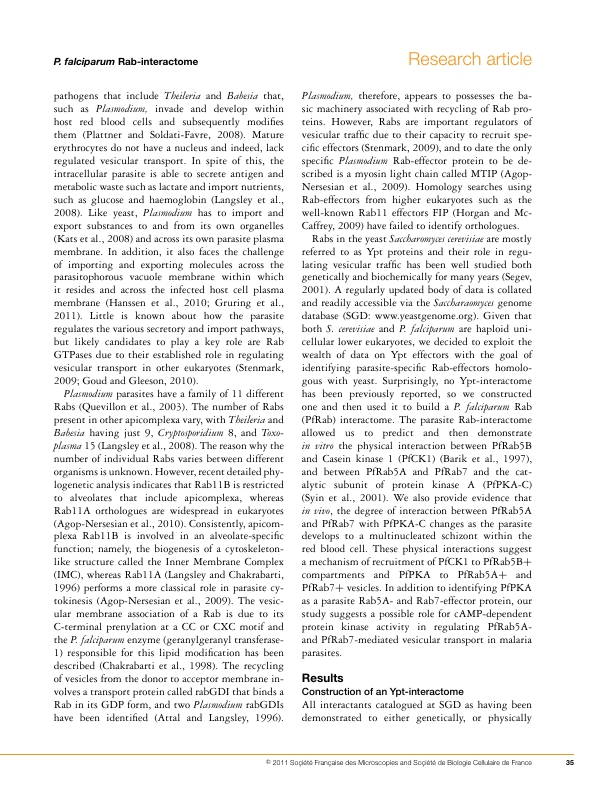 P. falciparum Rab-interactome
Research article
pathogens that include Theileria and Babesia that,
such as Plasmodium, invade and develop within
host red blood cells and subsequently modifies
them (Plattner and Soldati-Favre, 2008). Mature
erythrocytes do not have a nucleus and indeed, lack
regulated vesicular transport. In spite of this, the
intracellular parasite is able to secrete antigen and
metabolic waste such as lactate and import nutrients,
such as glucose and haemoglobin (Langsley et al.,
2008). Like yeast, Plasmodium has to import and
export substances to and from its own organelles
(Kats et al., 2008) and across its own parasite plasma
membrane. In addition, it also faces the challenge
of importing and exporting molecules across the
parasitophorous vacuole membrane within which
it resides and across the infected host cell plasma
membrane (Hanssen et al., 2010; Gruring et al.,
2011). Little is known about how the parasite
regulates the various secretory and import pathways,
but likely candidates to play a key role are Rab
GTPases due to their established role in regulating
vesicular transport in other eukaryotes (Stenmark,
2009; Goud and Gleeson, 2010).
Plasmodium parasites have a family of 11 different
Rabs (Quevillon et al., 2003). The number of Rabs
present in other apicomplexa vary, with Theileria and
Babesia having just 9, Cryptosporidium 8, and Toxo-
plasma 15 (Langsley et al., 2008). The reason why the
number of individual Rabs varies between different
organisms is unknown. However, recent detailed phy-
logenetic analysis indicates that Rab11B is restricted
to alveolates that include apicomplexa, whereas
Rab11A orthologues are widespread in eukaryotes
(Agop-Nersesian et al., 2010). Consistently, apicom-
plexa Rab11B is involved in an alveolate-specific
function; namely, the biogenesis of a cytoskeleton-
like structure called the Inner Membrane Complex
(IMC), whereas Rab11A (Langsley and Chakrabarti,
1996) performs a more classical role in parasite cy-
tokinesis (Agop-Nersesian et al., 2009). The vesic-
ular membrane association of a Rab is due to its
C-terminal prenylation at a CC or CXC motif and
the P. falciparum enzyme (geranylgeranyl transferase-
1) responsible for this lipid modification has been
described (Chakrabarti et al., 1998). The recycling
of vesicles from the donor to acceptor membrane in-
volves a transport protein called rabGDI that binds a
Rab in its GDP form, and two Plasmodium rabGDIs
have been identified (Attal and Langsley, 1996).
Plasmodium, therefore, appears to possesses the ba-
sic machinery associated with recycling of Rab pro-
teins. However, Rabs are important regulators of
vesicular traffic due to their capacity to recruit spe-
cific effectors (Stenmark, 2009), and to date the only
specific Plasmodium Rab-effector protein to be de-
scribed is a myosin light chain called MTIP (Agop-
Nersesian et al., 2009). Homology searches using
Rab-effectors from higher eukaryotes such as the
well-known Rab11 effectors FIP (Horgan and Mc-
Caffrey, 2009) have failed to identify orthologues.
Rabs in the yeast Saccharomyces cerevisiae are mostly
referred to as Ypt proteins and their role in regu-
lating vesicular traffic has been well studied both
genetically and biochemically for many years (Segev,
2001). A regularly updated body of data is collated
and readily accessible via the Saccharaomyces genome
database (SGD: www.yeastgenome.org). Given that
both S. cerevisiae and P. falciparum are haploid uni-
cellular lower eukaryotes, we decided to exploit the
wealth of data on Ypt effectors with the goal of
identifying parasite-specific Rab-effectors homolo-
gous with yeast. Surprisingly, no Ypt-interactome
has been previously reported, so we constructed
one and then used it to build a P. falciparum Rab
(PfRab) interactome. The parasite Rab-interactome
allowed us to predict and then demonstrate
in vitro the physical interaction between PfRab5B
and Casein kinase 1 (PfCK1) (Barik et al., 1997),
and between PfRab5A and PfRab7 and the cat-
alytic subunit of protein kinase A (PfPKA-C)
(Syin et al., 2001). We also provide evidence that
in vivo, the degree of interaction between PfRab5A
and PfRab7 with PfPKA-C changes as the parasite
develops to a multinucleated schizont within the
red blood cell. These physical interactions suggest
a mechanism of recruitment of PfCK1 to PfRab5B+
compartments and PfPKA to PfRab5A+ and
PfRab7+ vesicles. In addition to identifying PfPKA
as a parasite Rab5A- and Rab7-effector protein, our
study suggests a possible role for cAMP-dependent
protein kinase activity in regulating PfRab5A-
and PfRab7-mediated vesicular transport in malaria
parasites.
Results
Construction of an Ypt-interactome
All interactants catalogued at SGD as having been
demonstrated to either genetically, or physically
© 2011 Société Française des Microscopies and Société de Biologie Cellulaire de France
35